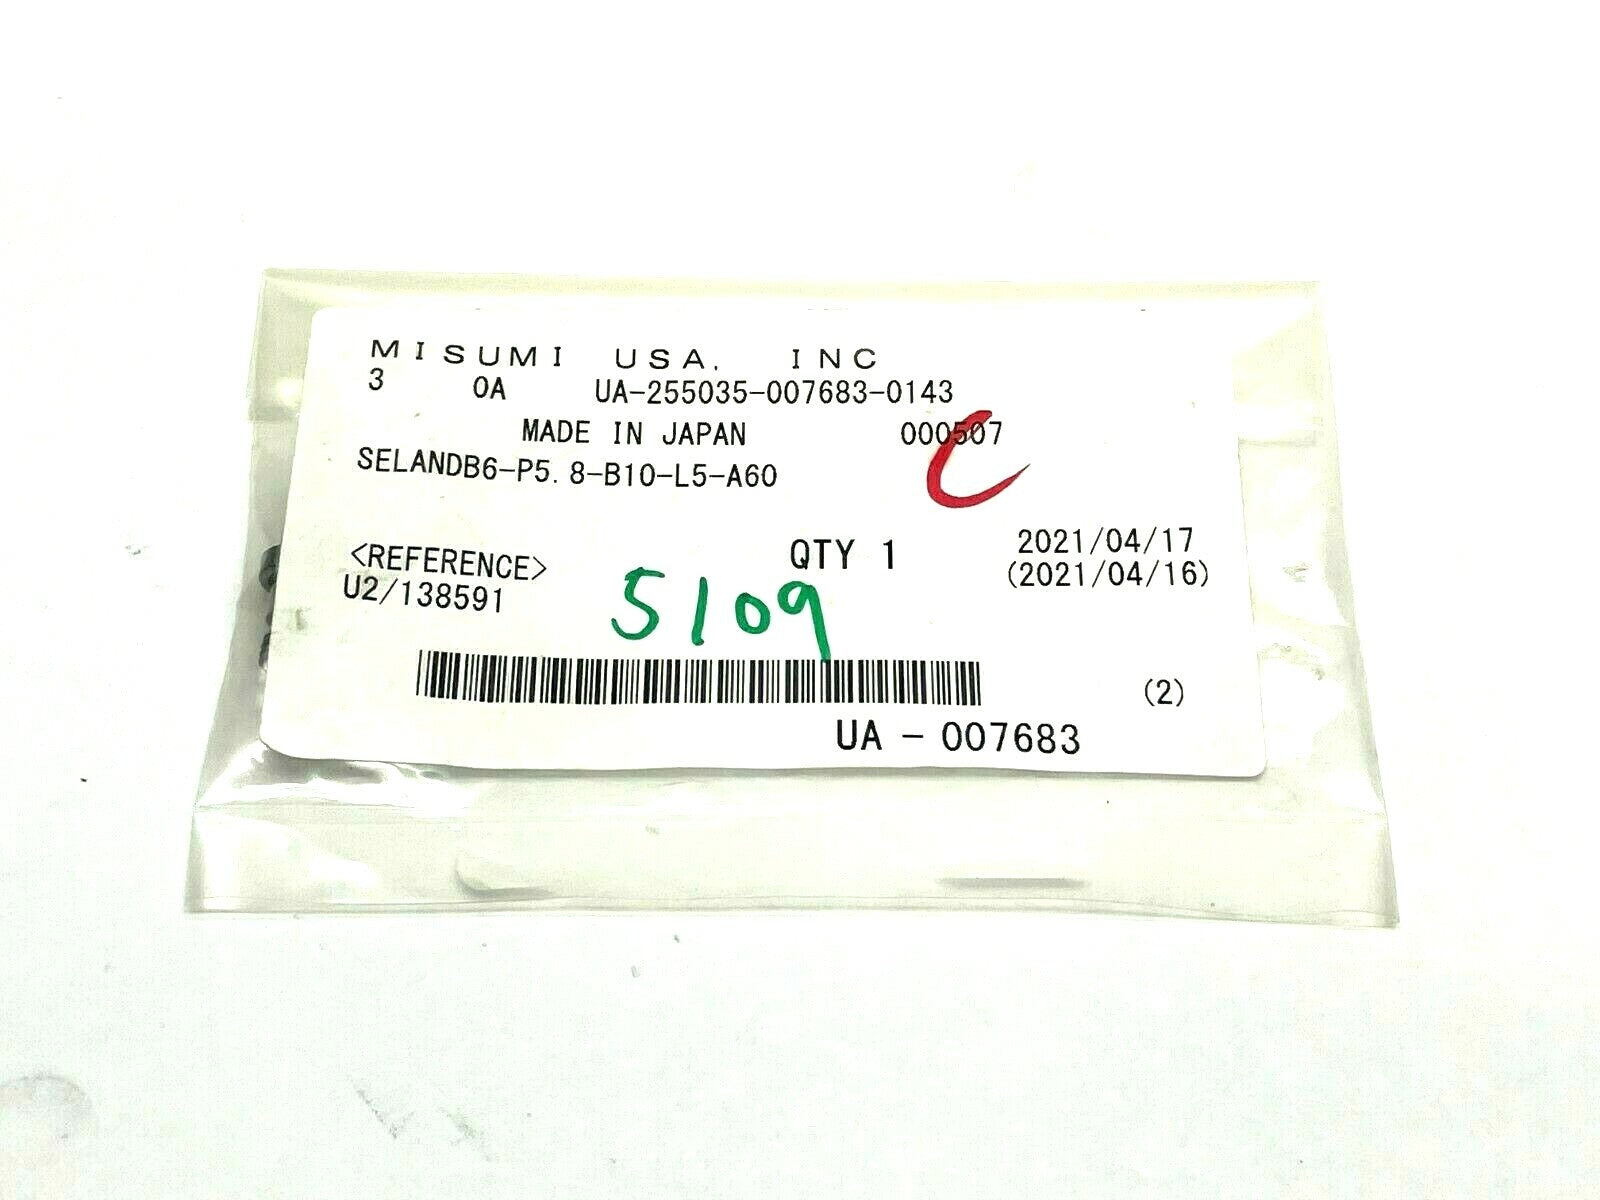 MISUMI USA, INC
3 0A UA-255035-007683-0143
MADE IN JAPAN 000507
C
SELANDB6-P5.8-B10-L5-A60
QTY 1 2021/04/17
<REFERENCE> (2021/04/16)
U2/138591
5109
(2)
UA - 007683